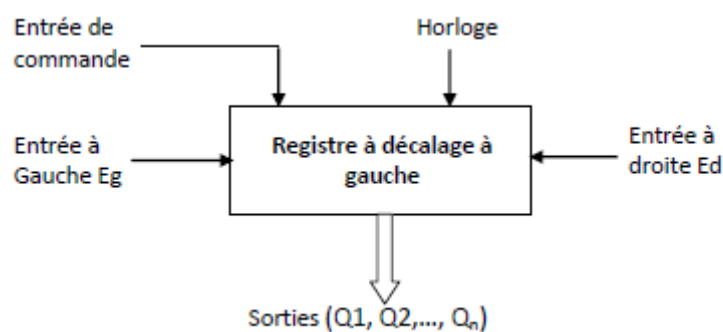 Entrée de
commande
Horloge
Entrée à
Gauche Eg
Registre à décalage à
gauche
Entrée à
droite Ed
Sorties (Q1, Q2,..., Qn)